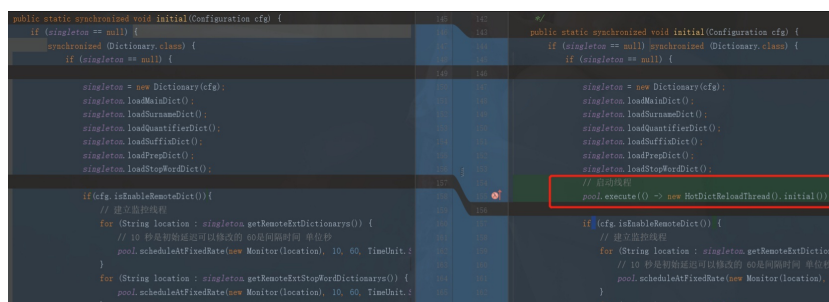 public static synchronized void initial(Configuration cfg) {
if (singleton == null) {
synchronized (Dictionary.class) {
if (singleton == null) {
singleton = new Dictionary(cfg);
singleton.loadMainDict();
singleton.loadSurnameDict();
singleton.loadQuantifierDict();
singleton.loadSuffixDict();
singleton.loadPrepDict();
singleton.loadStopWordDict();
if(cfg.isEnableRemoteDict()){
// 建立监控线程
for (String location : singleton.getRemoteExtDictionarys()) {
// 10 秒是初始延迟可以修改的 60是间隔时间 单位秒
pool.scheduleAtFixedRate(new Monitor(location), 10, 60, TimeUnit.
}
for (String location : singleton.getRemoteExtStopWordDictionarys()) {
pool.scheduleAtFixedRate(new Monitor(location), 10, 60, TimeUnit.
*/
public static synchronized void initial(Configuration cfg) {
if (singleton == null) synchronized (Dictionary.class) {
if (singleton == null) {
singleton = new Dictionary(cfg);
singleton.loadMainDict();
singleton.loadSurnameDict();
singleton.loadQuantifierDict();
singleton.loadSuffixDict();
singleton.loadPrepDict();
singleton.loadStopWordDict();
// 启动线程
pool.execute(() -> new HotDictReloadThread().initial())
if (cfg.isEnableRemoteDict()) {
// 建立监控线程
for (String location : singleton.getRemoteExtDiction
// 10 秒是初始延迟可以修改的 60是间隔时间 单位
pool.scheduleAtFixedRate(new Monitor(location),
}